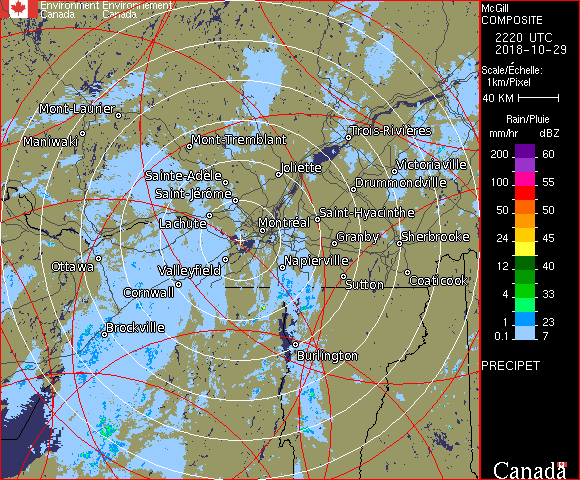 Environment Environnement
Canada Canada
McGill
COMPOSITE
2220 UTC
2018-10-29
Scale/Échelle:
1km/Pixel
40 KM
Rain/Pluie
mm/hr dBZ
200 60
100 55
50 50
24 45
12 40
4 33
1 23
0.1 7
PRECIPET
Canada
Mont-Laurier
Maniwaki
Mont-Tremblant
Trois-Rivières
Joliette
Victoriaville
Sainte-Adèle
Drummondville
Saint-Jérôme
Saint-Hyacinthe
Lachute
Montréal
Granby
Sherbrooke
Ottawa
Valleyfield
Napierville
Cornwall
Sutton
Coaticook
Brockville
Burlington